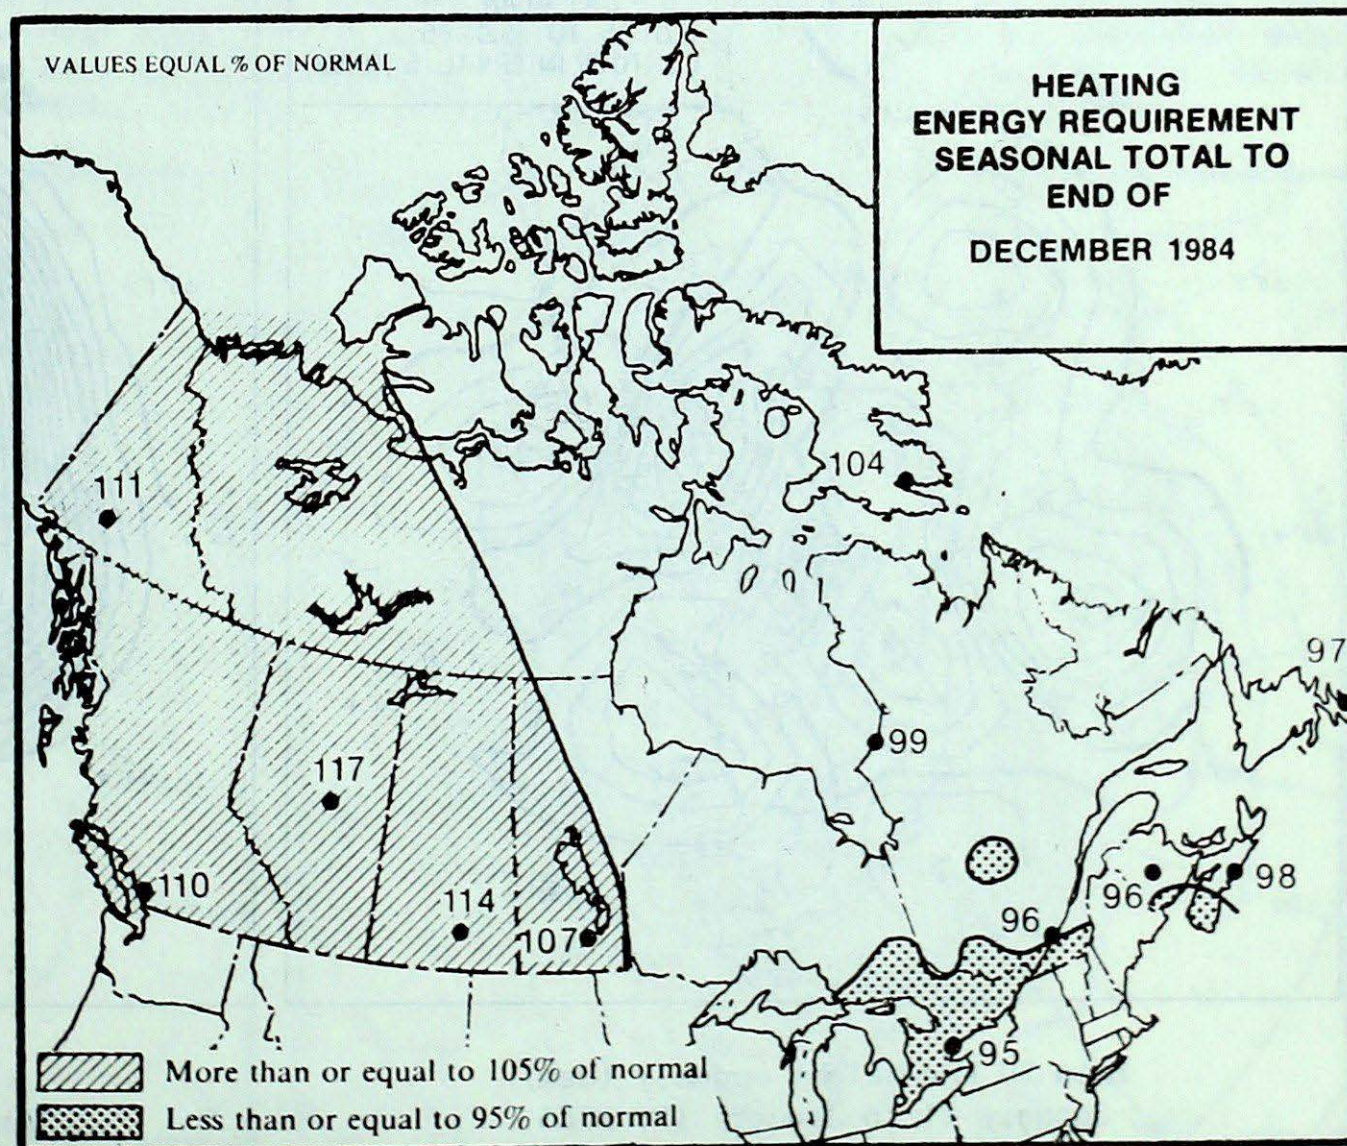 VALUES EQUAL % OF NORMAL
HEATING
ENERGY REQUIREMENT
SEASONAL TOTAL TO
END OF
DECEMBER 1984
104
111
97
99
117
110
114
107
96
96
98
95
More than or equal to 105% of normal
Less than or equal to 95% of normal